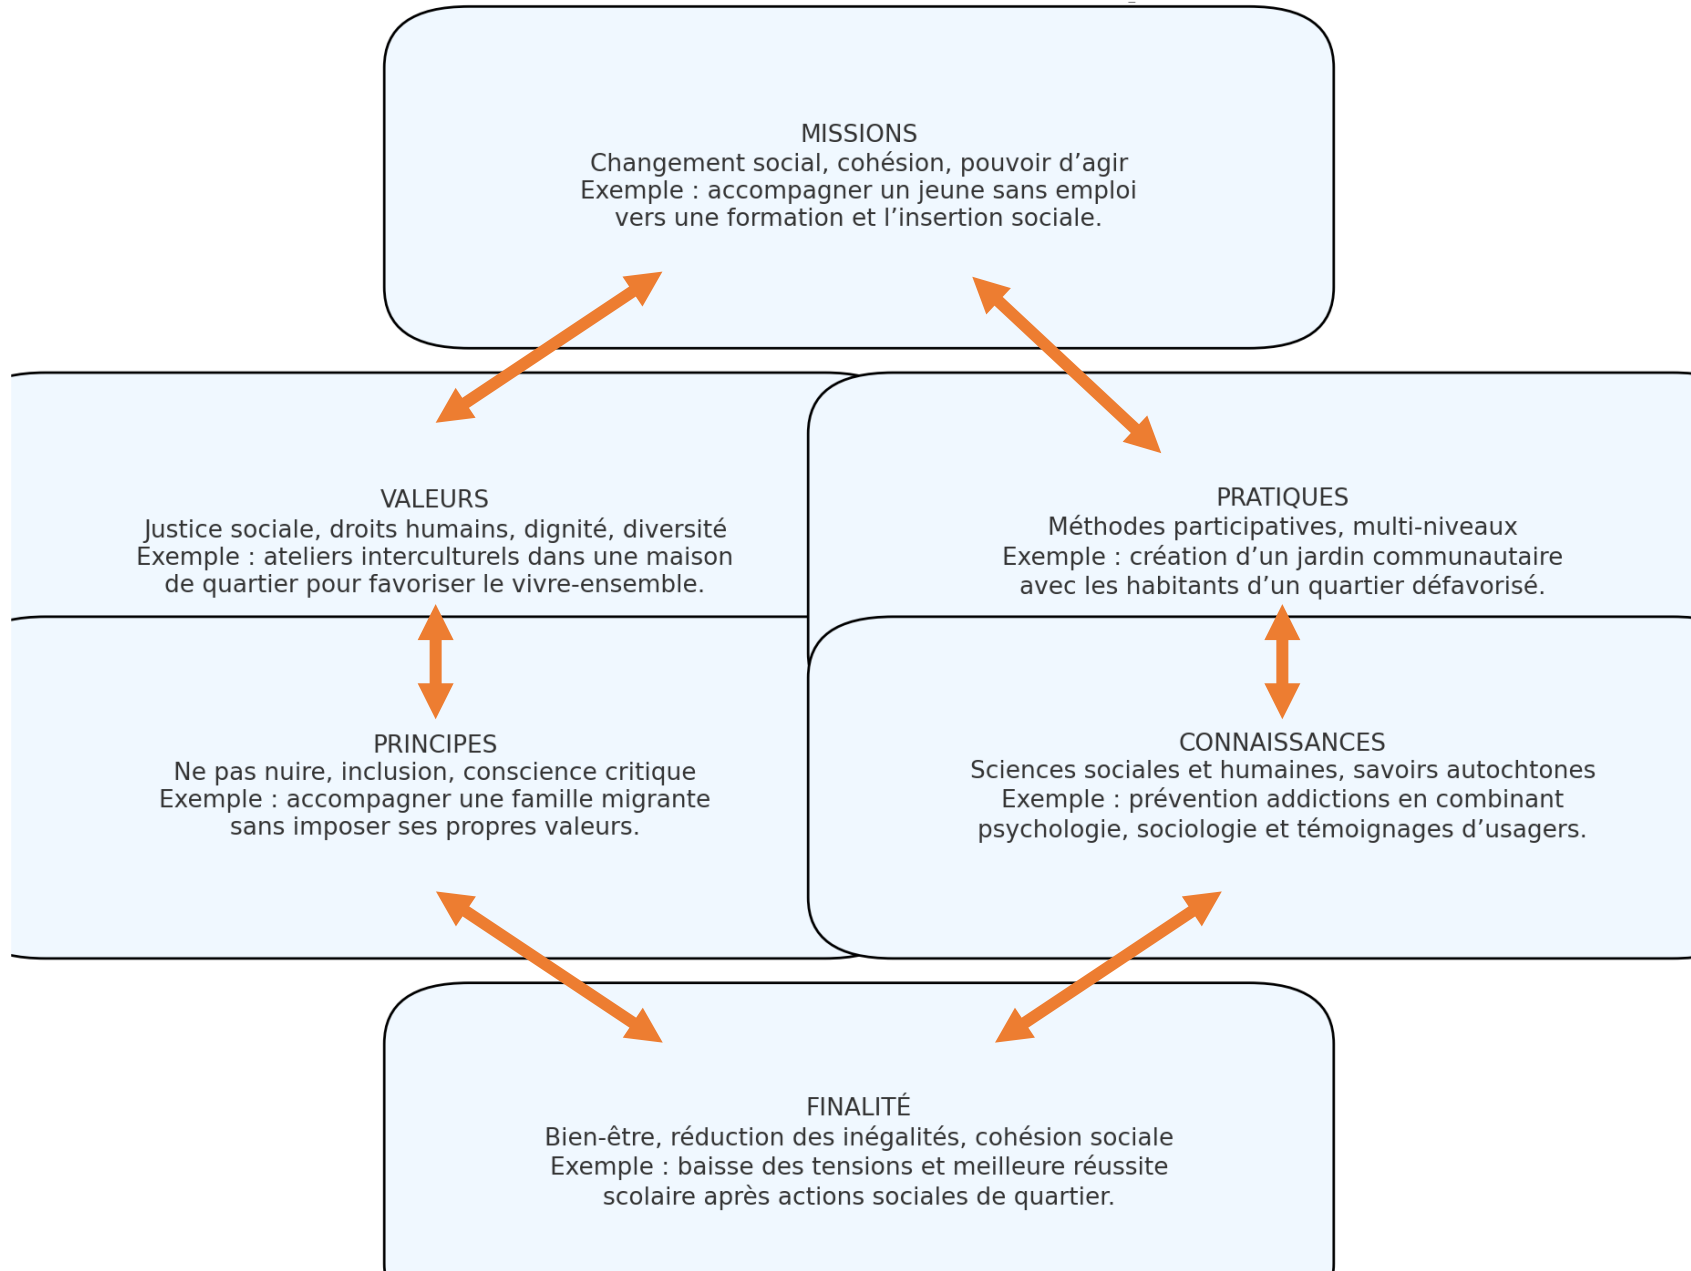 MISSIONS
Changement social, cohésion, pouvoir d’agir
Exemple : accompagner un jeune sans emploi
vers une formation et l’insertion sociale.
VALEURS
Justice sociale, droits humains, dignité, diversité
Exemple : ateliers interculturels dans une maison
de quartier pour favoriser le vivre-ensemble.
PRATIQUES
Méthodes participatives, multi-niveaux
Exemple : création d’un jardin communautaire
avec les habitants d’un quartier défavorisé.
PRINCIPES
Ne pas nuire, inclusion, conscience critique
Exemple : accompagner une famille migrante
sans imposer ses propres valeurs.
CONNAISSANCES
Sciences sociales et humaines, savoirs autochtones
Exemple : prévention addictions en combinant
psychologie, sociologie et témoignages d’usagers.
FINALITÉ
Bien-être, réduction des inégalités, cohésion sociale
Exemple : baisse des tensions et meilleure réussite
scolaire après actions sociales de quartier.